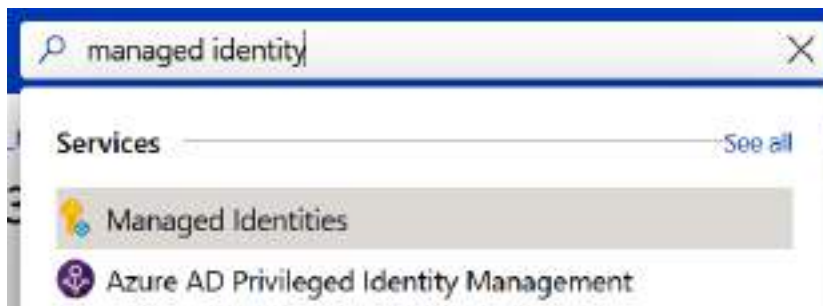 managed identity
Services See all
Managed Identities
Azure AD Privileged Identity Management